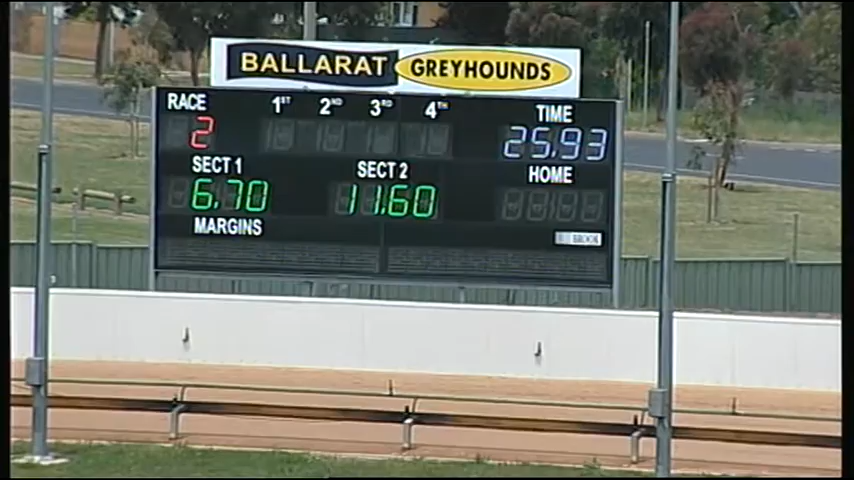 BALLARAT GREYHOUNDS
RACE 1ST 2ND 3RD 4TH TIME
2 25.93
SECT 1 SECT 2 HOME
6.70 11.60
MARGINS